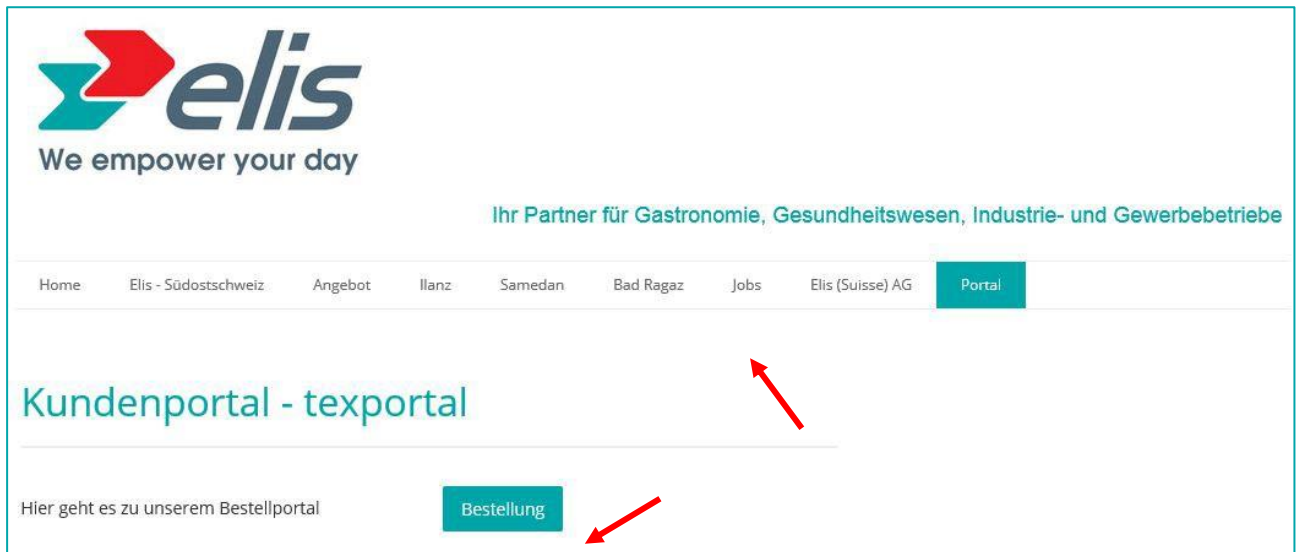 elis
We empower your day
Ihr Partner für Gastronomie, Gesundheitswesen, Industrie- und Gewerbebetriebe
Home Elis - Südostschweiz Angebot Ilanz Samedan Bad Ragaz Jobs Elis (Suisse) AG Portal
Kundenportal - texportal
Hier geht es zu unserem Bestellportal Bestellung